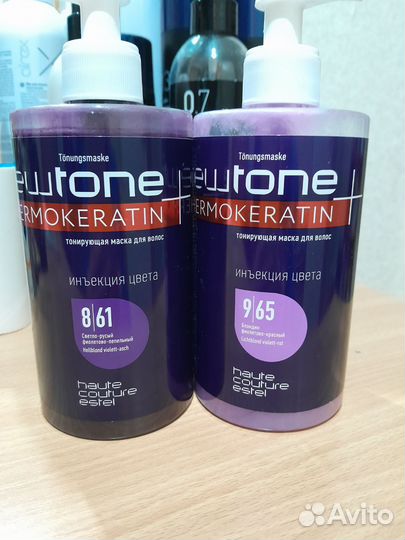 0.7
Tönungsmaske
ewtone
ERMOKERATIN
тонирующая маска для волос
инъекция цвета
8|61
Светло-русый
фиолетово-пепельный
Hellblond violett-asch
haute
couture
estel
Tönungsmaske
ewtone
ERMOKERATIN
тонирующая маска для волос
инъекция цвета
9|65
Блондин
фиолетово-красный
Lichtblond violett-rot
haute
couture
estel
Avito